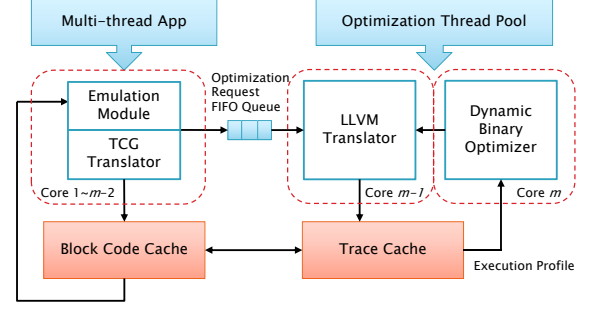 Multi-thread App
Optimization Thread Pool
Optimization
Request
FIFO Queue
Emulation
Module
TCG
Translator
LLVM
Translator
Dynamic
Binary
Optimizer
Core 1~m-2
Core m-1
Core m
Block Code Cache
Trace Cache
Execution Profile